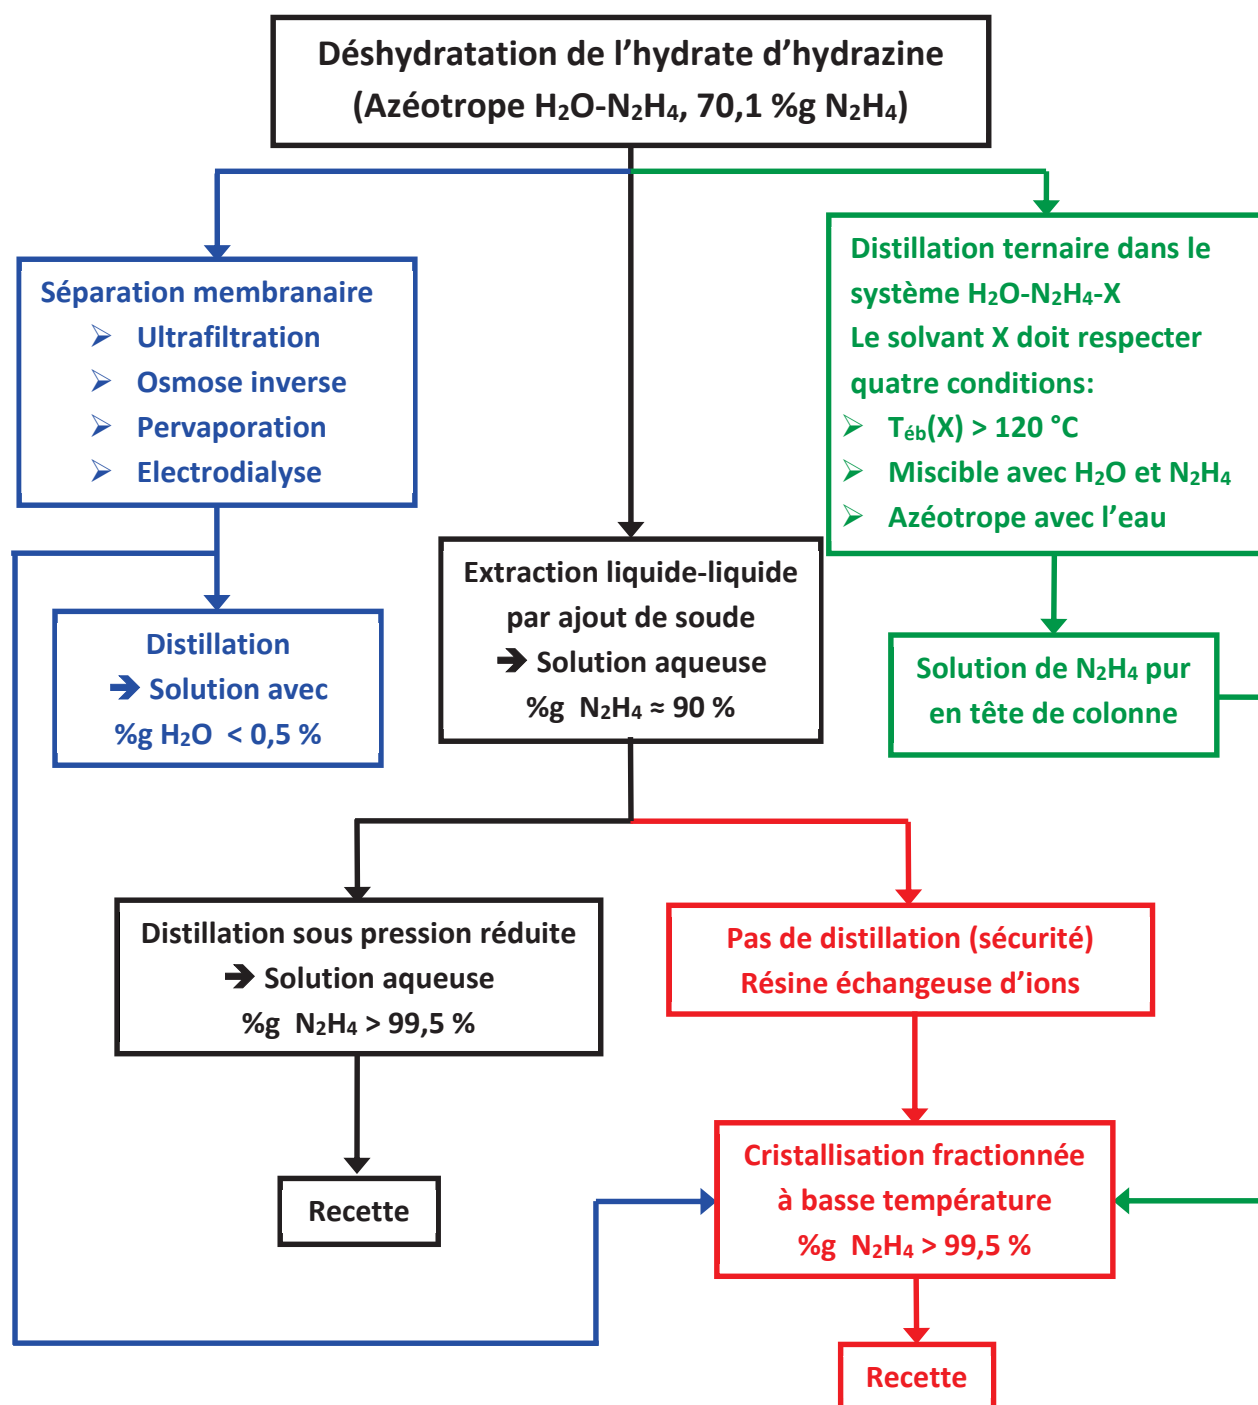 Déshydratation de l’hydrate d’hydrazine
(Azéotrope H₂O-N₂H₄, 70,1 %g N₂H₄)
Séparation membranaire
➢ Ultrafiltration
➢ Osmose inverse
➢ Pervaporation
➢ Electrodialyse
Distillation ternaire dans le
système H₂O-N₂H₄-X
Le solvant X doit respecter
quatre conditions:
➢ Téb(X) > 120 °C
➢ Miscible avec H₂O et N₂H₄
➢ Azéotrope avec l’eau
Extraction liquide-liquide
par ajout de soude
➔ Solution aqueuse
%g N₂H₄ ≈ 90 %
Distillation
➔ Solution avec
%g H₂O < 0,5 %
Solution de N₂H₄ pur
en tête de colonne
Distillation sous pression réduite
➔ Solution aqueuse
%g N₂H₄ > 99,5 %
Pas de distillation (sécurité)
Résine échangeuse d’ions
Cristallisation fractionnée
à basse température
%g N₂H₄ > 99,5 %
Recette
Recette